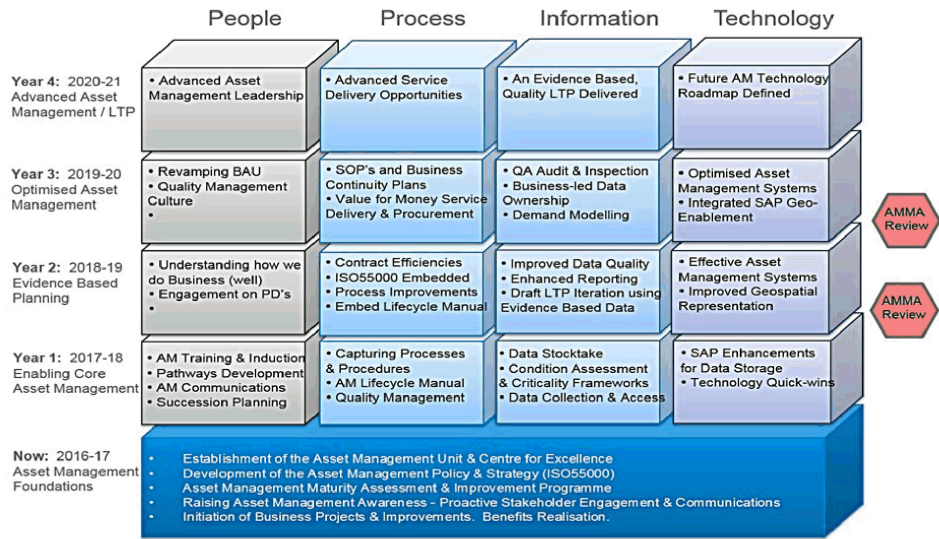 People Process Information Technology
Year 4: 2020-21
Advanced Asset
Management / LTP
• Advanced Asset
Management Leadership
• Advanced Service
Delivery Opportunities
• An Evidence Based,
Quality LTP Delivered
• Future AM Technology
Roadmap Defined
Year 3: 2019-20
Optimised Asset
Management
• Revamping BAU
• Quality Management
Culture
•
• SOP's and Business
Continuity Plans
• Value for Money Service
Delivery & Procurement
• QA Audit & Inspection
• Business-led Data
Ownership
• Demand Modelling
• Optimised Asset
Management Systems
• Integrated SAP Geo-
Enablement
AMMA
Review
Year 2: 2018-19
Evidence Based
Planning
• Understanding how we
do Business (well)
• Engagement on PD's
•
• Contract Efficiencies
• ISO55000 Embedded
• Process Improvements
• Embed Lifecycle Manual
• Improved Data Quality
• Enhanced Reporting
• Draft LTP Iteration using
Evidence Based Data
• Effective Asset
Management Systems
• Improved Geospatial
Representation
AMMA
Review
Year 1: 2017-18
Enabling Core
Asset Management
• AM Training & Induction
• Pathways Development
• AM Communications
• Succession Planning
• Capturing Processes
& Procedures
• AM Lifecycle Manual
• Quality Management
• Data Stocktake
• Condition Assessment
& Criticality Frameworks
• Data Collection & Access
• SAP Enhancements
for Data Storage
• Technology Quick-wins
Now: 2016-17
Asset Management
Foundations
• Establishment of the Asset Management Unit & Centre for Excellence
• Development of the Asset Management Policy & Strategy (ISO55000)
• Asset Management Maturity Assessment & Improvement Programme
• Raising Asset Management Awareness - Proactive Stakeholder Engagement & Communications
• Initiation of Business Projects & Improvements. Benefits Realisation.